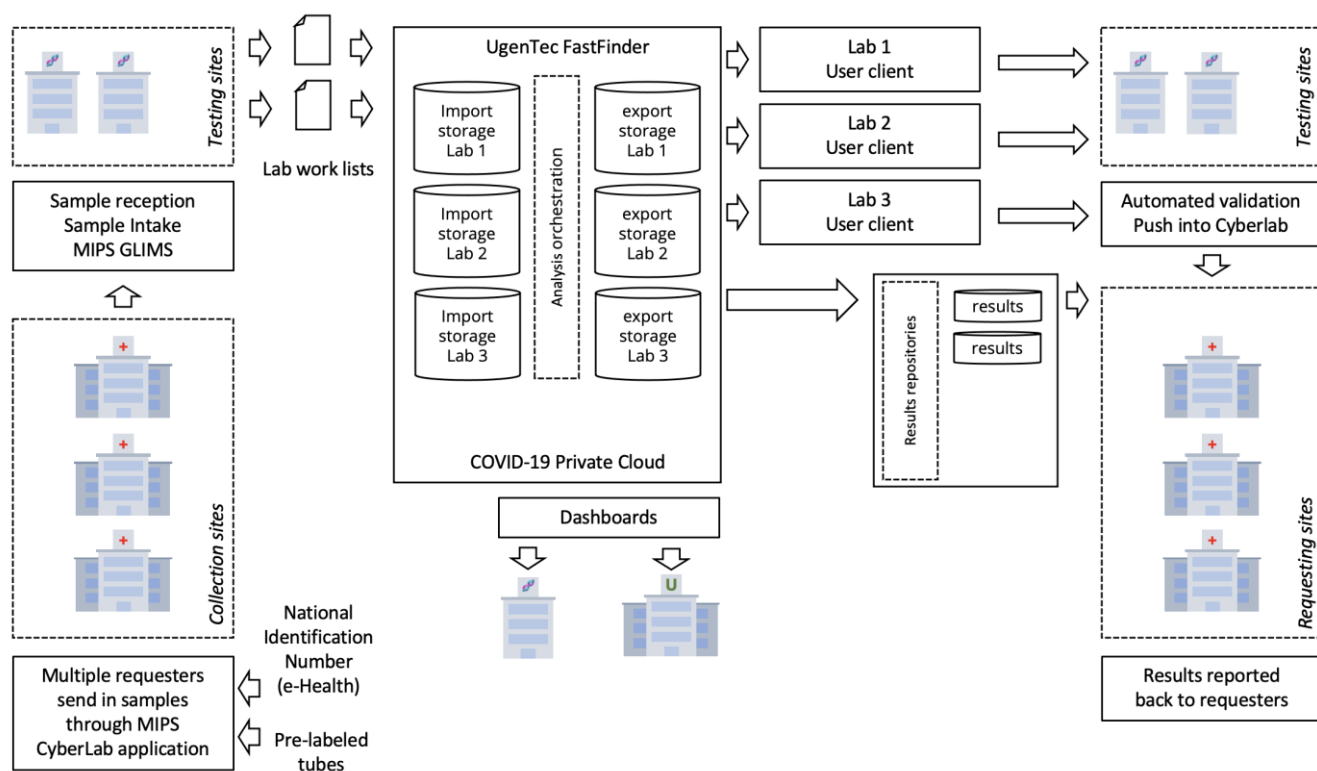 Testing sites
Lab work lists
Sample reception
Sample Intake
MIPS GLIMS
Collection sites
Multiple requesters
send in samples
through MIPS
CyberLab application
National
Identification
Number
(e-Health)
Pre-labeled
tubes
UgenTec FastFinder
Import
storage
Lab 1
Import
storage
Lab 2
Import
storage
Lab 3
Analysis orchestration
export
storage
Lab 1
export
storage
Lab 2
export
storage
Lab 3
COVID-19 Private Cloud
Dashboards
U
Lab 1
User client
Lab 2
User client
Lab 3
User client
Results repositories
results
results
Testing sites
Automated validation
Push into Cyberlab
Requesting sites
Results reported
back to requesters